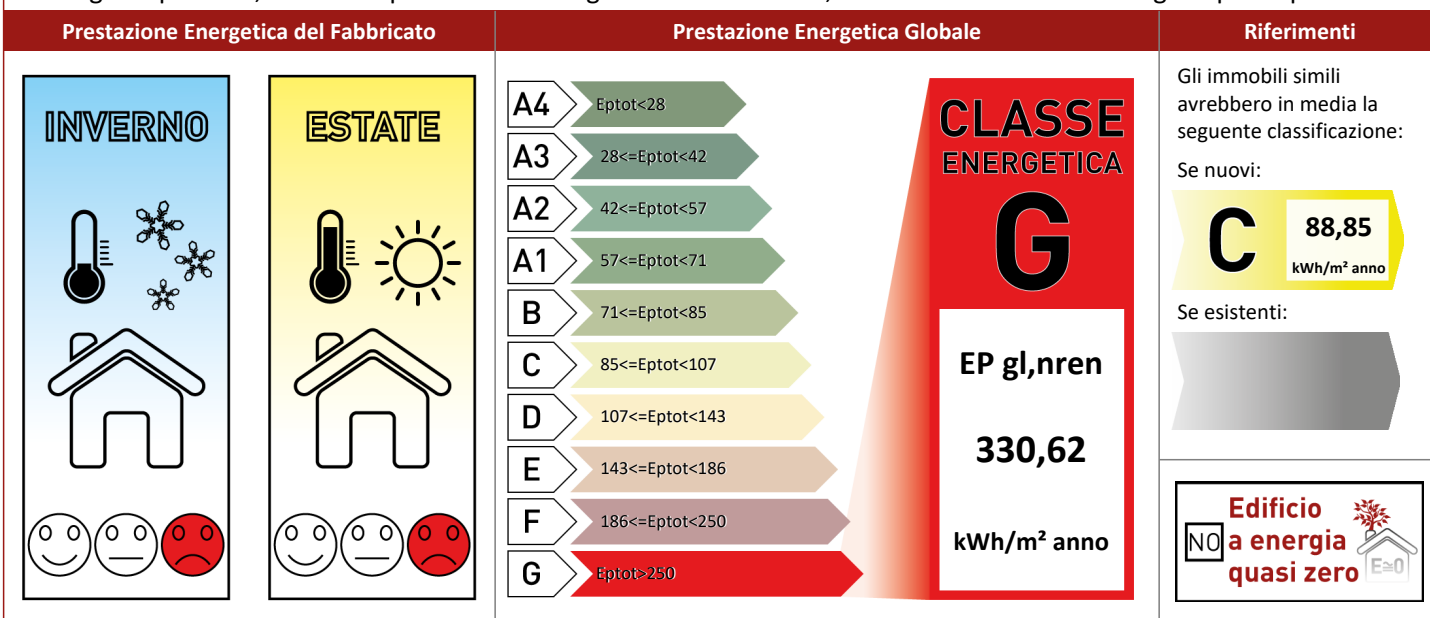 Prestazione Energetica del Fabbricato
Prestazione Energetica Globale
Riferimenti
INVERNO
ESTATE
A4
Eptot<28
A3
28<=Eptot<42
A2
42<=Eptot<57
A1
57<=Eptot<71
B
71<=Eptot<85
C
85<=Eptot<107
D
107<=Eptot<143
E
143<=Eptot<186
F
186<=Eptot<250
G
Eptot>250
CLASSE
ENERGETICA
G
EP gl,nren
330,62
kWh/m² anno
Gli immobili simili
avrebbero in media la
seguente classificazione:
Se nuovi:
C
88,85
kWh/m² anno
Se esistenti:
Edificio
NO a energia
quasi zero
E≅0